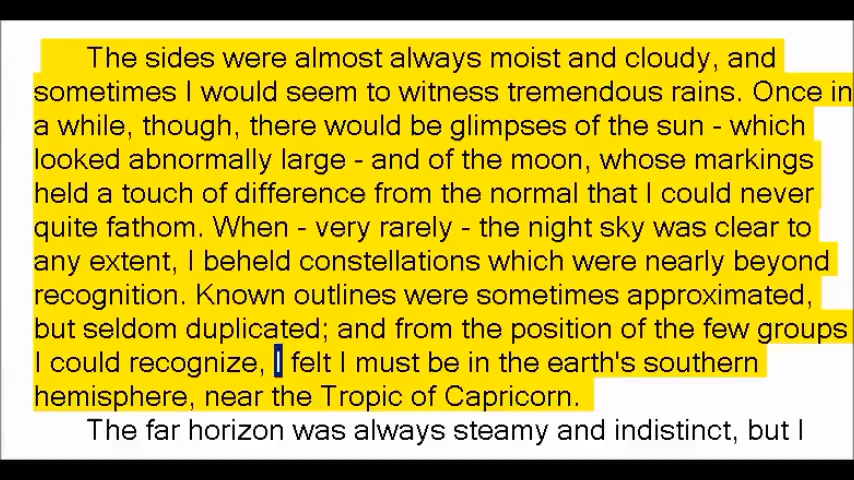 The sides were almost always moist and cloudy, and
sometimes I would seem to witness tremendous rains. Once in
a while, though, there would be glimpses of the sun - which
looked abnormally large - and of the moon, whose markings
held a touch of difference from the normal that I could never
quite fathom. When - very rarely - the night sky was clear to
any extent, I beheld constellations which were nearly beyond
recognition. Known outlines were sometimes approximated,
but seldom duplicated; and from the position of the few groups
I could recognize, I felt I must be in the earth's southern
hemisphere, near the Tropic of Capricorn.
The far horizon was always steamy and indistinct, but I